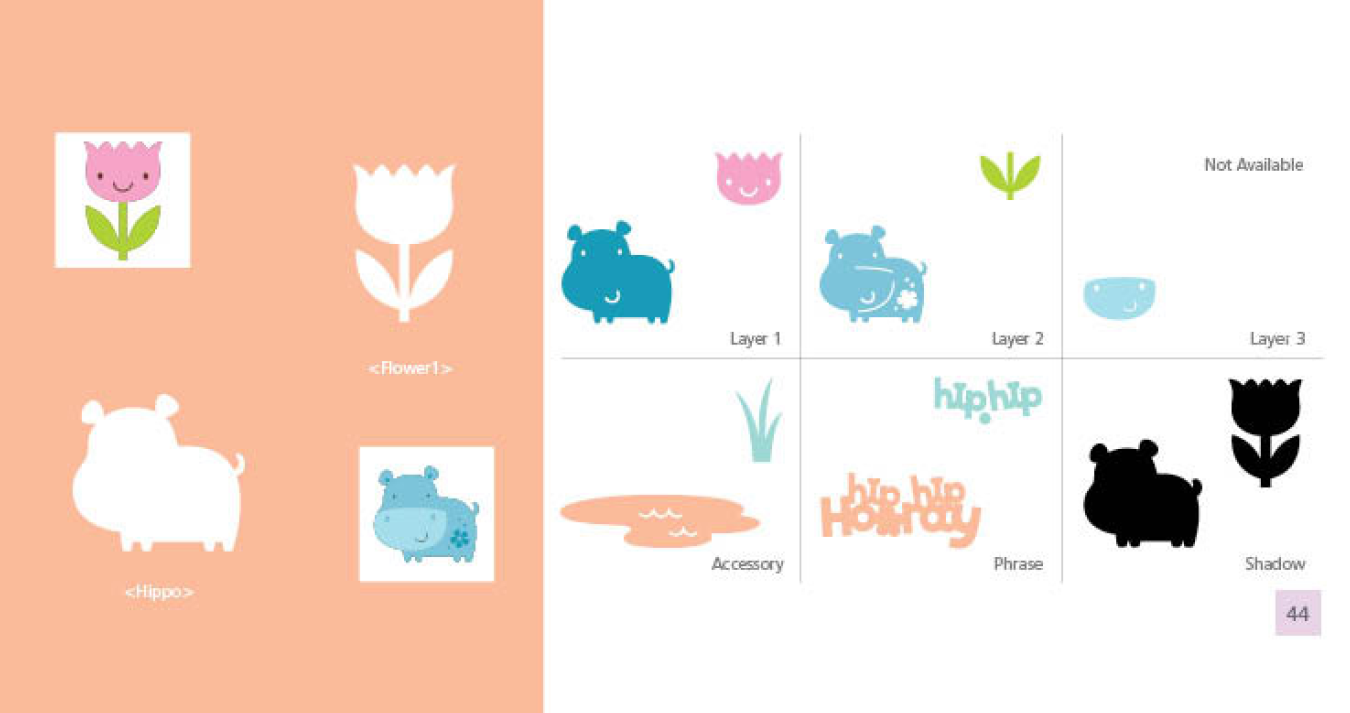 <Flower1>
<Hippo>
Not Available
Layer 1
Layer 2
Layer 3
hip hip
hip hip
Hooray
Accessory
Phrase
Shadow
44